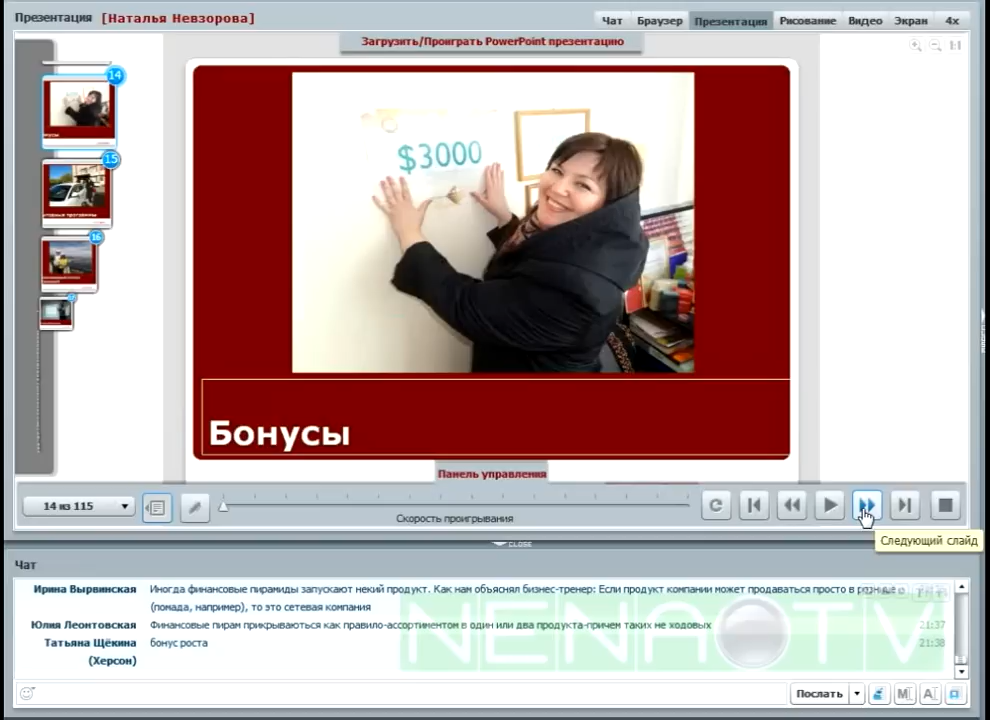 Презентация [Наталья Невзорова]
Чат Браузер Презентация Рисование Видео Экран 4x
Загрузить/Проиграть PowerPoint презентацию
1:1
14
15
16
$3000
Бонусы
Панель управления
14 из 115
Скорость проигрывания
Следующий слайд
CLOSE
Чат
Ирина Вырвинская Иногда финансовые пирамиды запускают некий продукт. Как нам объяснял бизнес-тренер: Если продукт компании может продаваться просто в
(помада, например), то это сетевая компания
Юлия Леонтовская Финансовые пирам прикрываються как правило-ассортиментом в один или два продукта-причем таких не ходовых 21:37
Татьяна Щёкина бонус роста 21:38
(Херсон)
NENAOTV
Послать